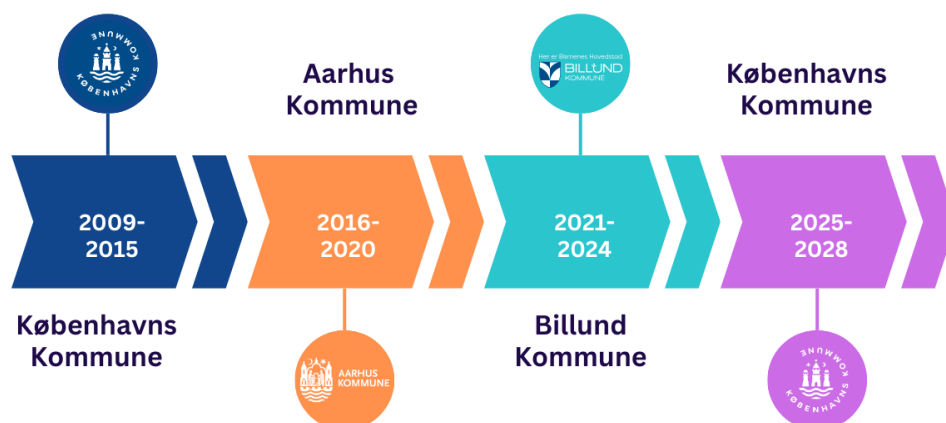 KØBENHAVNS KOMMUNE
2009-
2015
Københavns
Kommune
Aarhus
Kommune
2016-
2020
AARHUS
KOMMUNE
Her er Børnenes Hovedstad
BILLUND
KOMMUNE
2021-
2024
Billund
Kommune
Københavns
Kommune
2025-
2028
KØBENHAVNS KOMMUNE